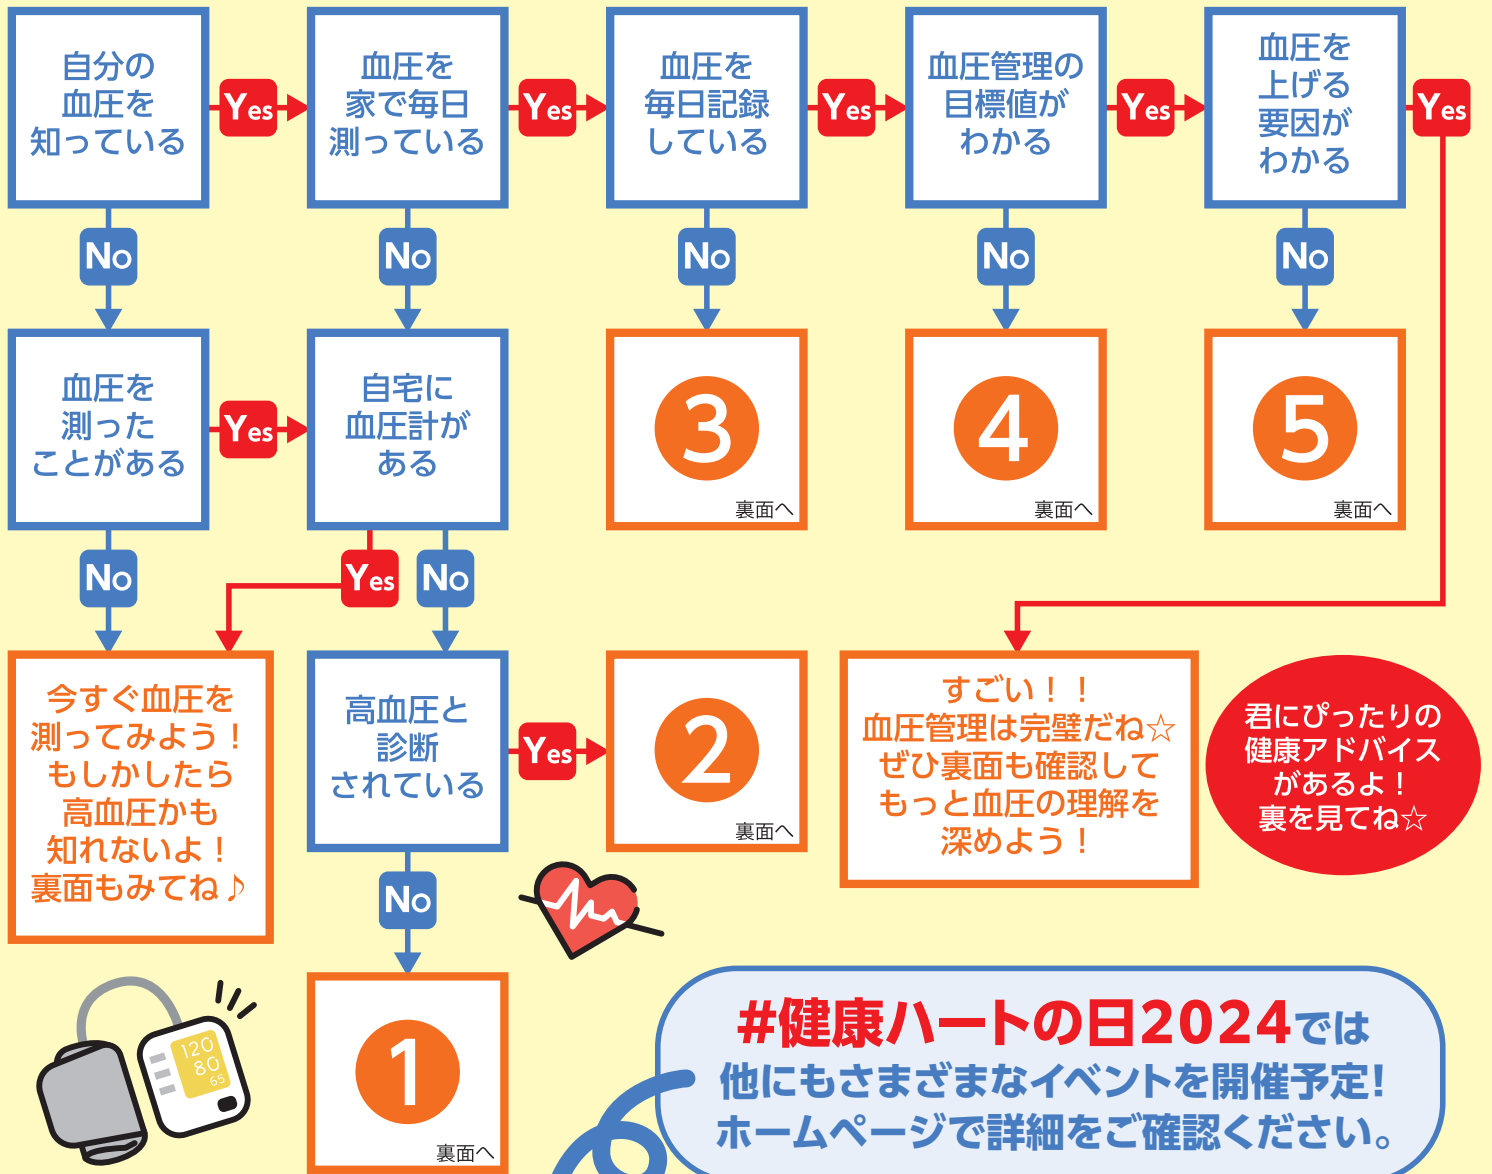 自分の
血圧を
知っている
Yes
血圧を
家で毎日
測っている
Yes
血圧を
毎日記録
している
Yes
血圧管理の
目標値が
わかる
Yes
血圧を
上げる
要因が
わかる
Yes
No
No
No
No
No
血圧を
測った
ことがある
Yes
自宅に
血圧計が
ある
3
裏面へ
4
裏面へ
5
裏面へ
No
Yes
No
今すぐ血圧を
測ってみよう！
もしかしたら
高血圧かも
知れないよ！
裏面もみてね♪
高血圧と
診断
されている
Yes
2
裏面へ
すごい！！
血圧管理は完璧だね☆
ぜひ裏面も確認して
もっと血圧の理解を
深めよう！
君にぴったりの
健康アドバイス
があるよ！
裏を見てね☆
No
1
裏面へ
120
80
65
#健康ハートの日2024では
他にもさまざまなイベントを開催予定!
ホームページで詳細をご確認ください。